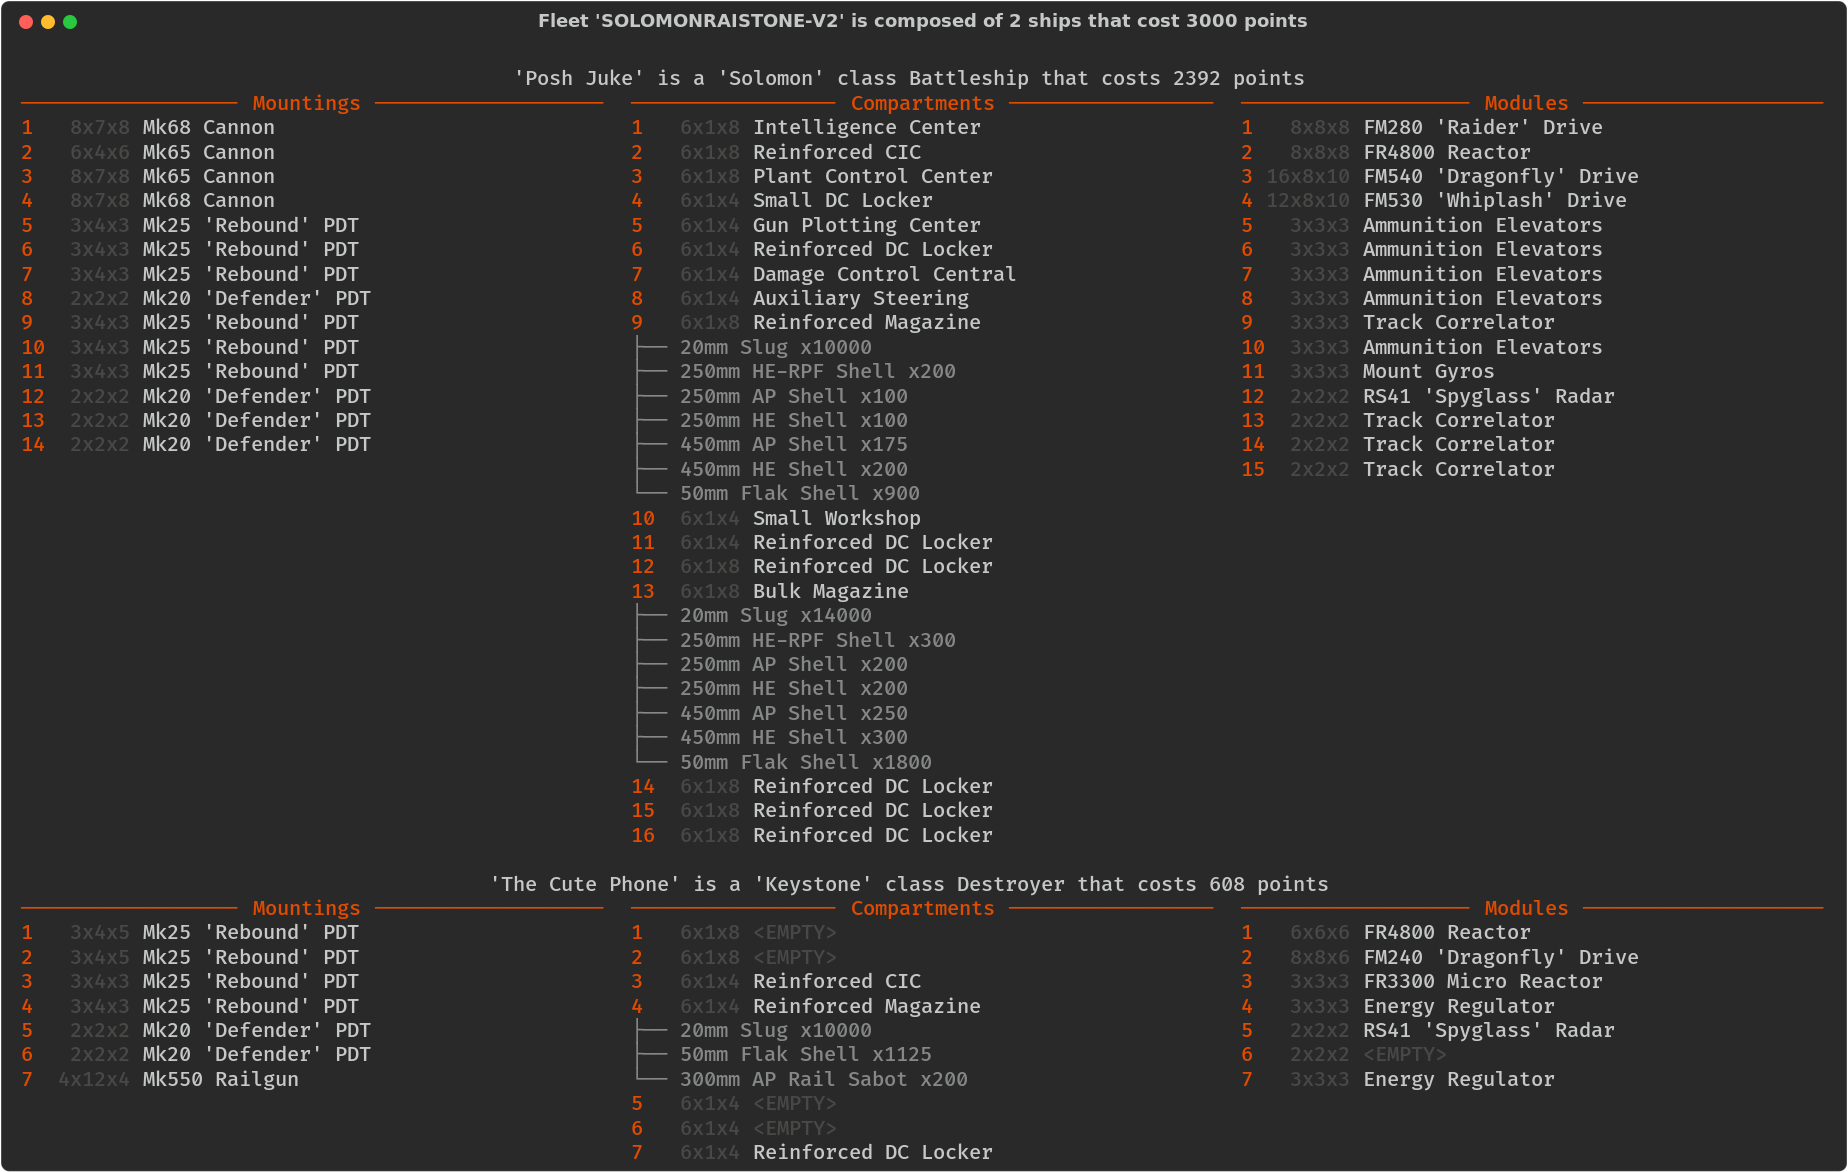 Fleet 'SOLOMONRAISTONE-V2' is composed of 2 ships that cost 3000 points
'Posh Juke' is a 'Solomon' class Battleship that costs 2392 points
Mountings Compartments Modules
1 8x7x8 Mk68 Cannon 1 6x1x8 Intelligence Center 1 8x8x8 FM280 'Raider' Drive
2 6x4x6 Mk65 Cannon 2 6x1x8 Reinforced CIC 2 8x8x8 FR4800 Reactor
3 8x7x8 Mk65 Cannon 3 6x1x8 Plant Control Center 3 16x8x10 FM540 'Dragonfly' Drive
4 8x7x8 Mk68 Cannon 4 6x1x4 Small DC Locker 4 12x8x10 FM530 'Whiplash' Drive
5 3x4x3 Mk25 'Rebound' PDT 5 6x1x4 Gun Plotting Center 5 3x3x3 Ammunition Elevators
6 3x4x3 Mk25 'Rebound' PDT 6 6x1x4 Reinforced DC Locker 6 3x3x3 Ammunition Elevators
7 3x4x3 Mk25 'Rebound' PDT 7 6x1x4 Damage Control Central 7 3x3x3 Ammunition Elevators
8 2x2x2 Mk20 'Defender' PDT 8 6x1x4 Auxiliary Steering 8 3x3x3 Ammunition Elevators
9 3x4x3 Mk25 'Rebound' PDT 9 6x1x8 Reinforced Magazine 9 3x3x3 Track Correlator
10 3x4x3 Mk25 'Rebound' PDT 20mm Slug x10000 10 3x3x3 Ammunition Elevators
11 3x4x3 Mk25 'Rebound' PDT 250mm HE-RPF Shell x200 11 3x3x3 Mount Gyros
12 2x2x2 Mk20 'Defender' PDT 250mm AP Shell x100 12 2x2x2 RS41 'Spyglass' Radar
13 2x2x2 Mk20 'Defender' PDT 250mm HE Shell x100 13 2x2x2 Track Correlator
14 2x2x2 Mk20 'Defender' PDT 450mm AP Shell x175 14 2x2x2 Track Correlator
450mm HE Shell x200 15 2x2x2 Track Correlator
50mm Flak Shell x900
10 6x1x4 Small Workshop
11 6x1x4 Reinforced DC Locker
12 6x1x8 Reinforced DC Locker
13 6x1x8 Bulk Magazine
20mm Slug x14000
250mm HE-RPF Shell x300
250mm AP Shell x200
250mm HE Shell x200
450mm AP Shell x250
450mm HE Shell x300
50mm Flak Shell x1800
14 6x1x8 Reinforced DC Locker
15 6x1x8 Reinforced DC Locker
16 6x1x8 Reinforced DC Locker
'The Cute Phone' is a 'Keystone' class Destroyer that costs 608 points
Mountings Compartments Modules
1 3x4x5 Mk25 'Rebound' PDT 1 6x1x8 <EMPTY> 1 6x6x6 FR4800 Reactor
2 3x4x5 Mk25 'Rebound' PDT 2 6x1x8 <EMPTY> 2 8x8x6 FM240 'Dragonfly' Drive
3 3x4x3 Mk25 'Rebound' PDT 3 6x1x4 Reinforced CIC 3 3x3x3 FR3300 Micro Reactor
4 3x4x3 Mk25 'Rebound' PDT 4 6x1x4 Reinforced Magazine 4 3x3x3 Energy Regulator
5 2x2x2 Mk20 'Defender' PDT 20mm Slug x10000 5 2x2x2 RS41 'Spyglass' Radar
6 2x2x2 Mk20 'Defender' PDT 50mm Flak Shell x1125 6 2x2x2 <EMPTY>
7 4x12x4 Mk550 Railgun 300mm AP Rail Sabot x200 7 3x3x3 Energy Regulator
5 6x1x4 <EMPTY>
6 6x1x4 <EMPTY>
7 6x1x4 Reinforced DC Locker